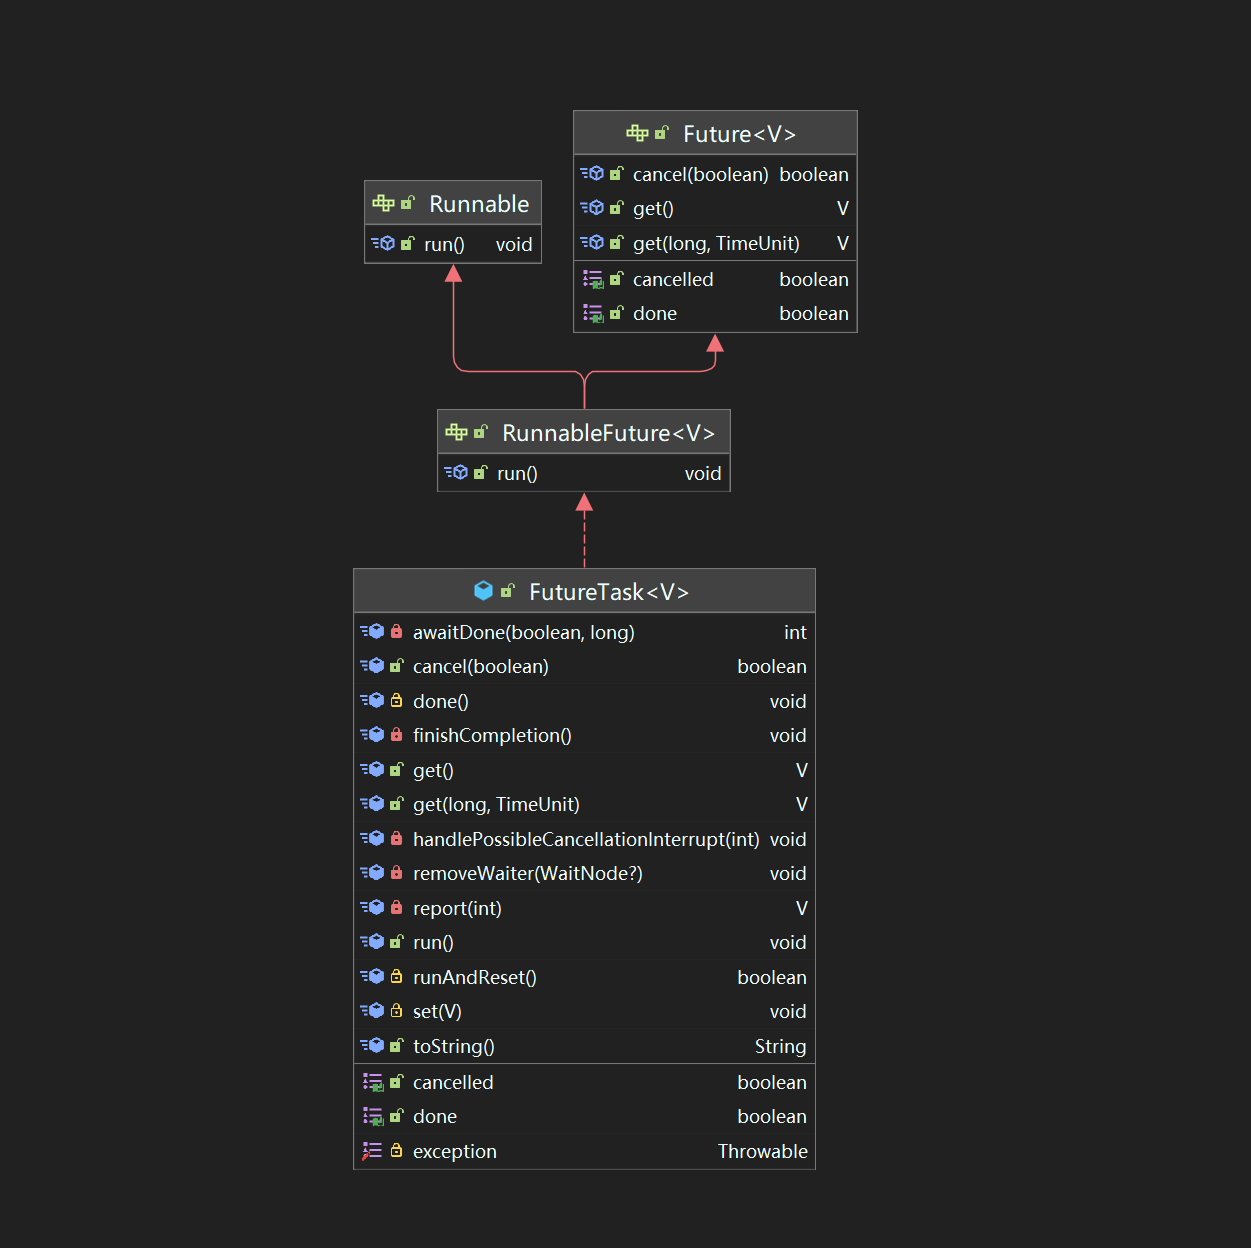 Future<V>
cancel(boolean) boolean
get() V
get(long, TimeUnit) V
cancelled boolean
done boolean
Runnable
run() void
RunnableFuture<V>
run() void
FutureTask<V>
awaitDone(boolean, long) int
cancel(boolean) boolean
done() void
finishCompletion() void
get() V
get(long, TimeUnit) V
handlePossibleCancellationInterrupt(int) void
removeWaiter(WaitNode?) void
report(int) V
run() void
runAndReset() boolean
set(V) void
toString() String
cancelled boolean
done boolean
exception Throwable